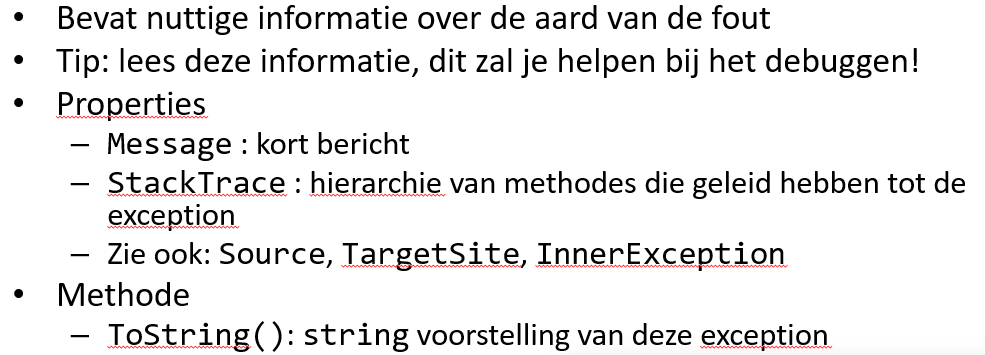 • Bevat nuttige informatie over de aard van de fout
• Tip: lees deze informatie, dit zal je helpen bij het debuggen!
• Properties
– Message : kort bericht
– StackTrace : hierarchie van methodes die geleid hebben tot de
exception
– Zie ook: Source, TargetSite, InnerException
• Methode
– ToString(): string voorstelling van deze exception